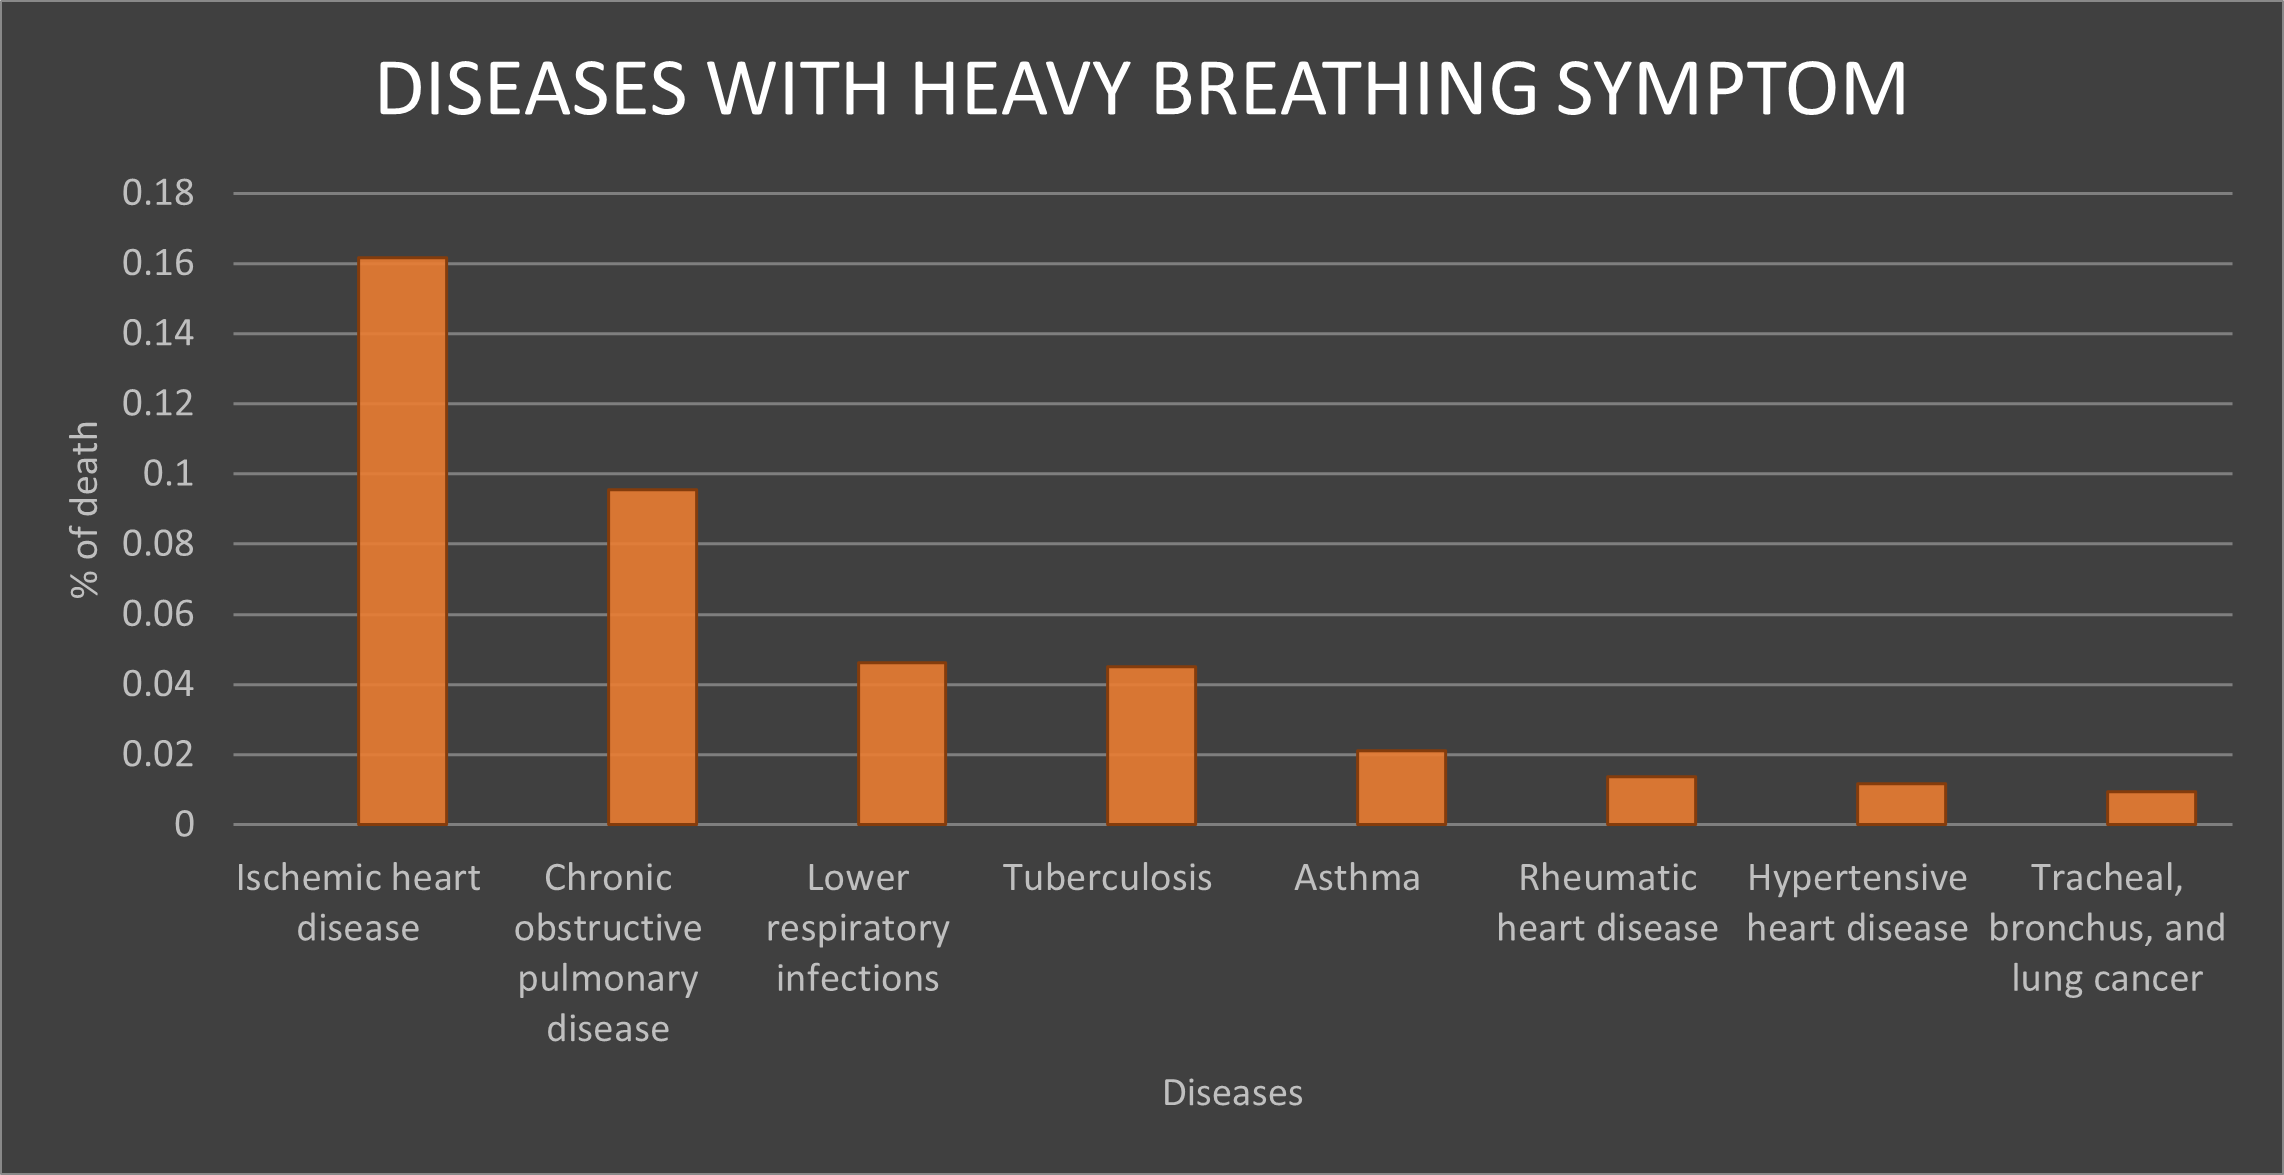 DISEASES WITH HEAVY BREATHING SYMPTOM
0.18
0.16
0.14
0.12
0.1
0.08
0.06
0.04
0.02
0
% of death
Ischemic heart
disease
Chronic
obstructive
pulmonary
disease
Lower
respiratory
infections
Tuberculosis
Asthma
Rheumatic
heart disease
Hypertensive
heart disease
Tracheal,
bronchus, and
lung cancer
Diseases